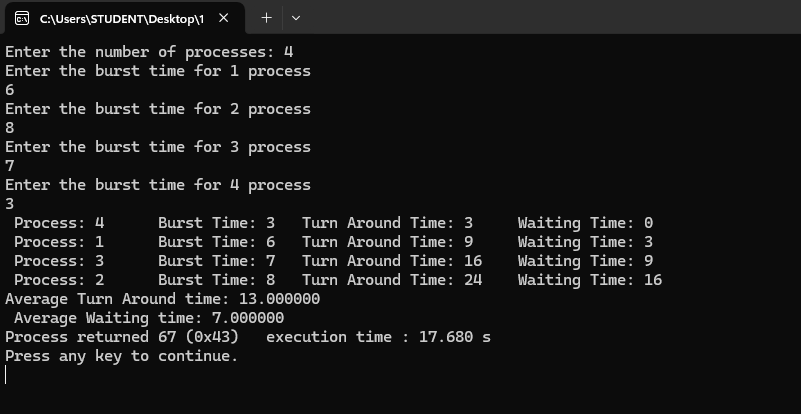 C:\Users\STUDENT\Desktop\1
Enter the number of processes: 4
Enter the burst time for 1 process
6
Enter the burst time for 2 process
8
Enter the burst time for 3 process
7
Enter the burst time for 4 process
3
 Process: 4      Burst Time: 3   Turn Around Time: 3     Waiting Time: 0
 Process: 1      Burst Time: 6   Turn Around Time: 9     Waiting Time: 3
 Process: 3      Burst Time: 7   Turn Around Time: 16    Waiting Time: 9
 Process: 2      Burst Time: 8   Turn Around Time: 24    Waiting Time: 16
Average Turn Around time: 13.000000
 Average Waiting time: 7.000000
Process returned 67 (0x43)   execution time : 17.680 s
Press any key to continue.